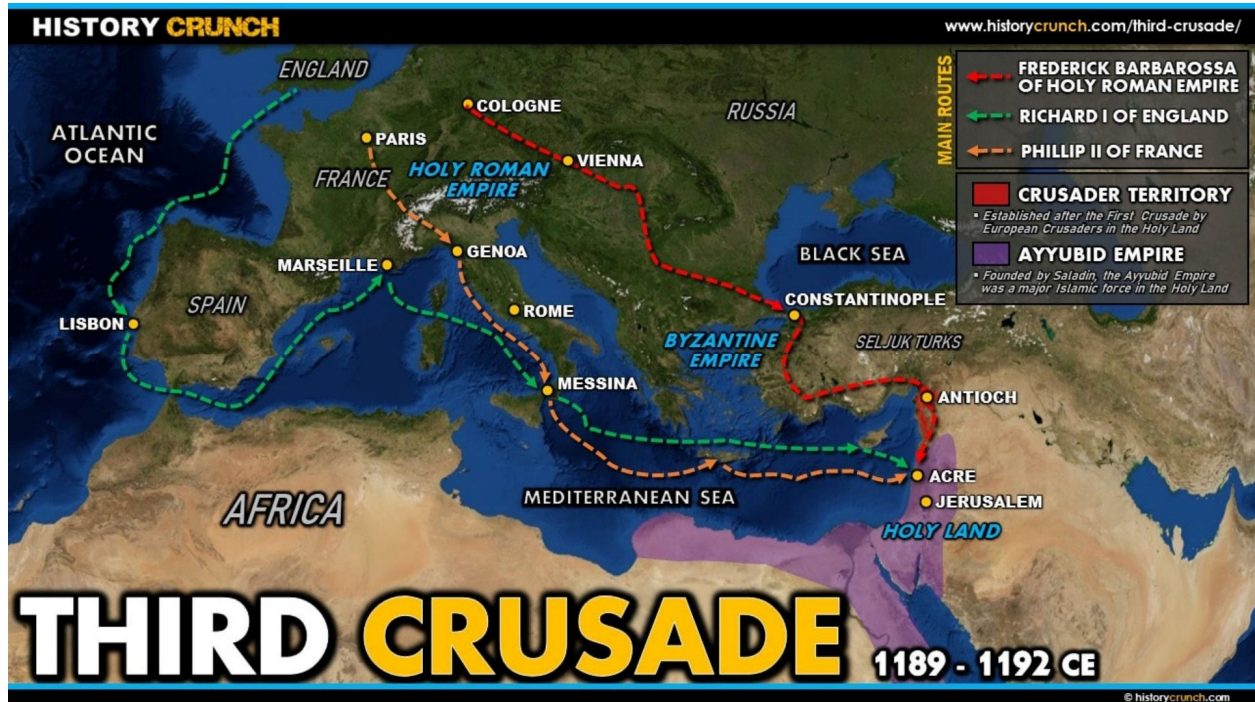 HISTORY CRUNCH
www.historycrunch.com/third-crusade/
MAIN ROUTES
FREDERICK BARBAROSSA
OF HOLY ROMAN EMPIRE
RICHARD I OF ENGLAND
PHILLIP II OF FRANCE
CRUSADER TERRITORY
▪ Established after the First Crusade by
European Crusaders in the Holy Land
AYYUBID EMPIRE
▪ Founded by Saladin, the Ayyubid Empire
was a major Islamic force in the Holy Land
ENGLAND
COLOGNE
RUSSIA
ATLANTIC
OCEAN
PARIS
VIENNA
FRANCE
HOLY ROMAN
EMPIRE
GENOA
BLACK SEA
MARSEILLE
SPAIN
ROME
CONSTANTINOPLE
LISBON
BYZANTINE
EMPIRE
SELJUK TURKS
MESSINA
ANTIOCH
ACRE
MEDITERRANEAN SEA
JERUSALEM
AFRICA
HOLY LAND
THIRD CRUSADE
1189 - 1192 CE
© historycrunch.com